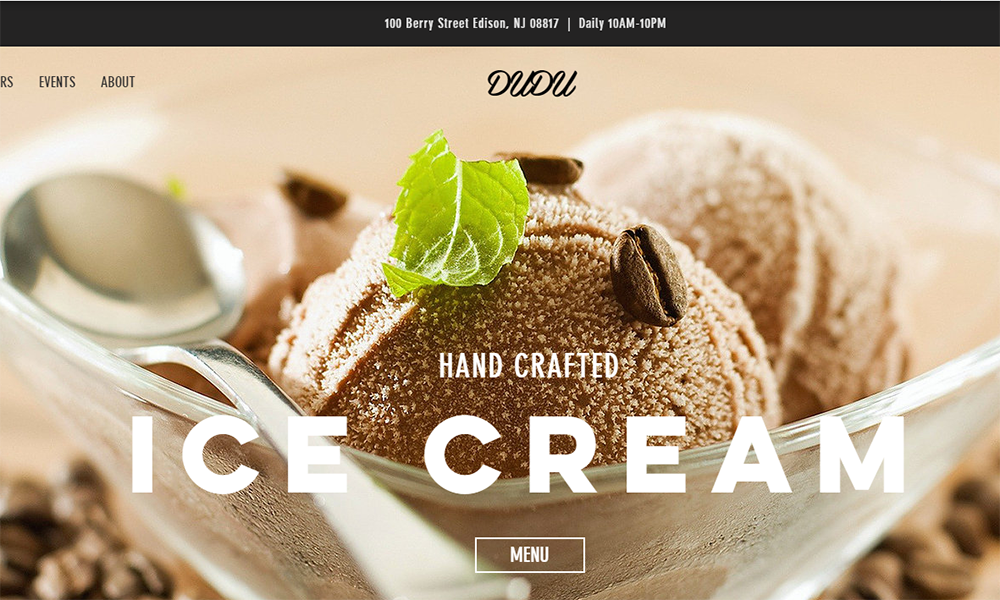 100 Berry Street Edison, NJ 08817 | Daily 10AM-10PM
RS EVENTS ABOUT
DUDU
HAND CRAFTED
ICE CREAM
MENU